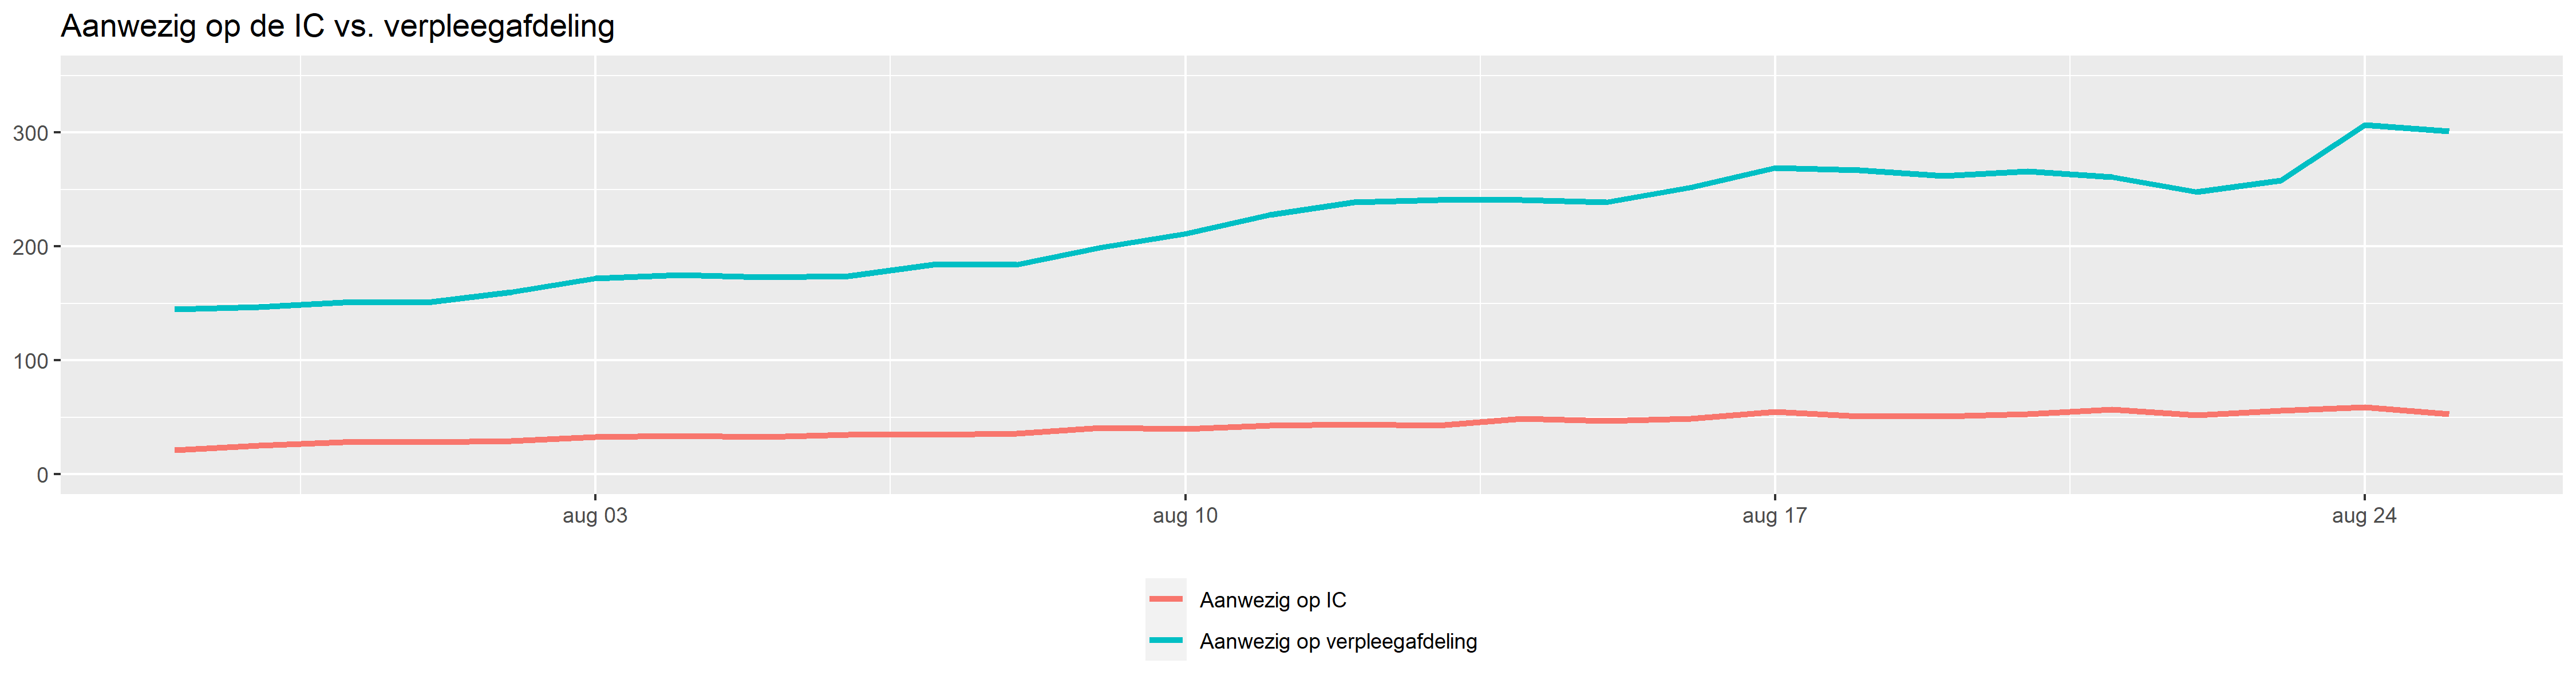 Aanwezig op de IC vs. verpleegafdeling
300
200
100
0
aug 03
aug 10
aug 17
aug 24
Aanwezig op IC
Aanwezig op verpleegafdeling